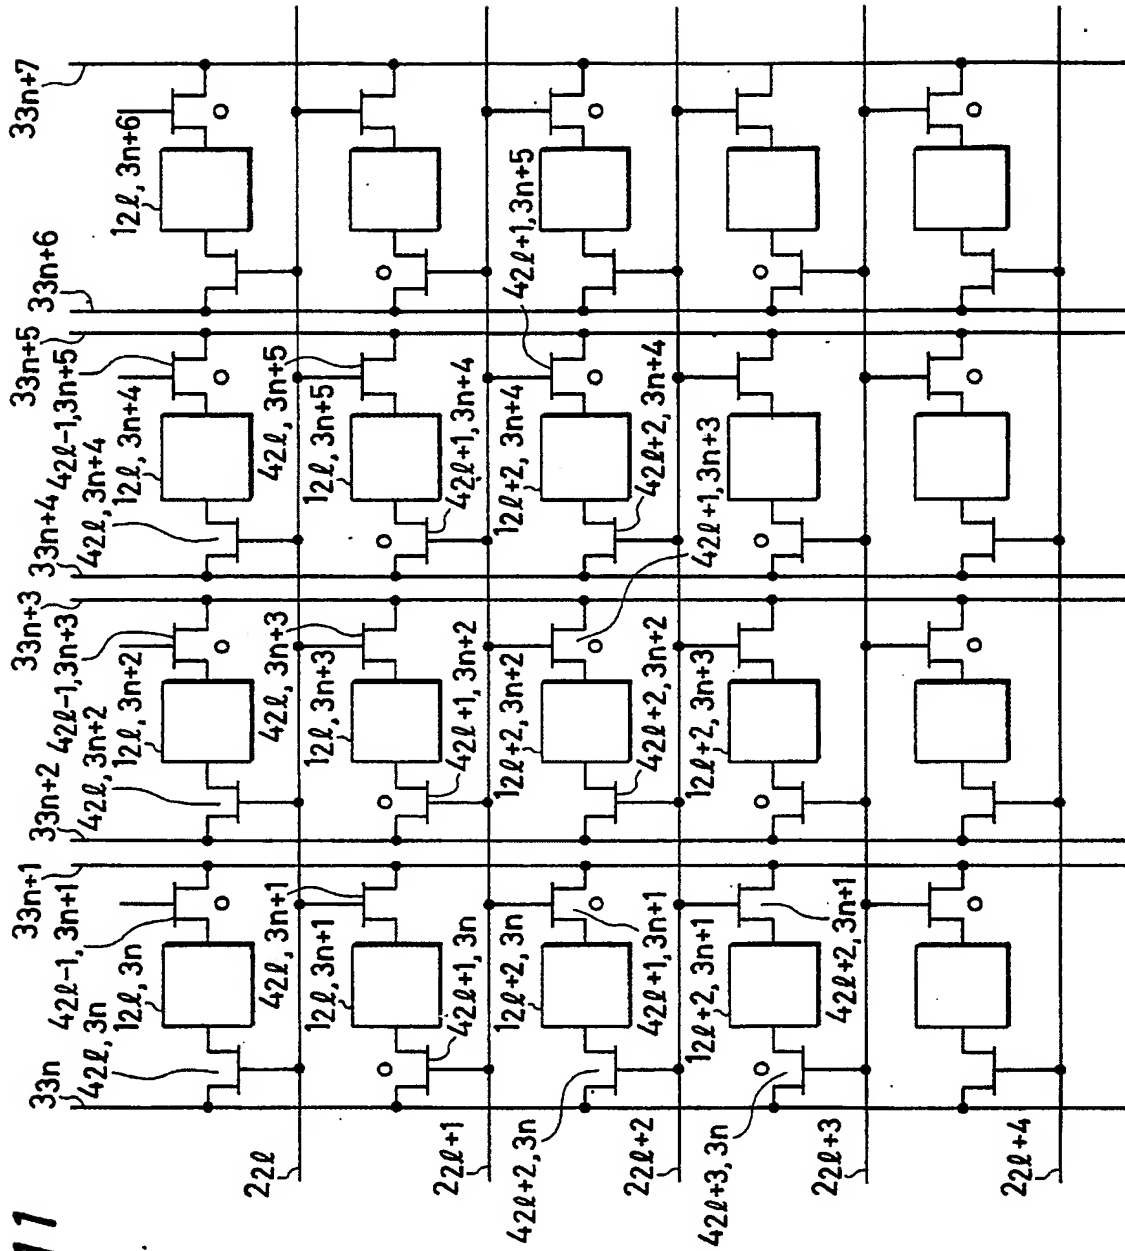 11
33n
33n+1
33n+2
33n+3
33n+4
33n+5
33n+6
33n+7
42ℓ, 3n
42ℓ-1, 3n+1
12ℓ, 3n
42ℓ, 3n+2
42ℓ-1, 3n+3
12ℓ, 3n+2
42ℓ, 3n+4
42ℓ-1, 3n+5
12ℓ, 3n+4
12ℓ, 3n+6
22ℓ
42ℓ, 3n+1
12ℓ, 3n+1
42ℓ+1, 3n
42ℓ, 3n+3
12ℓ, 3n+3
42ℓ+1, 3n+2
42ℓ, 3n+5
12ℓ, 3n+5
42ℓ+1, 3n+4
22ℓ+1
42ℓ+2, 3n
12ℓ+2, 3n
42ℓ+1, 3n+1
12ℓ+2, 3n+2
42ℓ+2, 3n+2
42ℓ+1, 3n+3
12ℓ+2, 3n+4
42ℓ+2, 3n+4
42ℓ+1, 3n+5
22ℓ+2
42ℓ+3, 3n
12ℓ+2, 3n+1
42ℓ+2, 3n+1
12ℓ+2, 3n+3
22ℓ+3
22ℓ+4